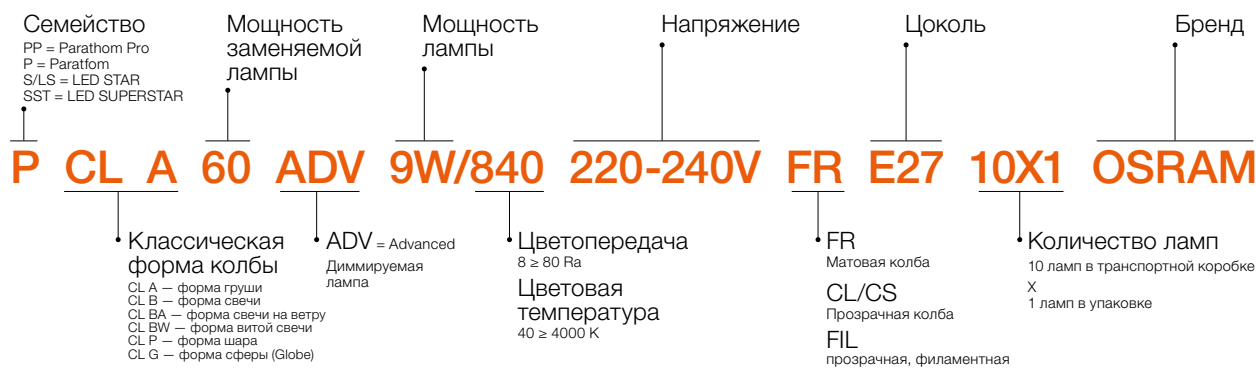 Семейство
PP = Parathom Pro
P = Paratfom
S/LS = LED STAR
SST = LED SUPERSTAR
Мощность
заменяемой
лампы
Мощность
лампы
Напряжение
Цоколь
Бренд
P CL A 60 ADV 9W/840 220-240V FR E27 10X1 OSRAM
Классическая
форма колбы
CL A — форма груши
CL B — форма свечи
CL BA — форма свечи на ветру
CL BW — форма витой свечи
CL P — форма шара
CL G — форма сферы (Globe)
ADV = Advanced
Диммируемая
лампа
Цветопередача
8 ≥ 80 Ra
Цветовая
температура
40 ≥ 4000 K
FR
Матовая колба
CL/CS
Прозрачная колба
FIL
прозрачная, филаментная
Количество ламп
10 ламп в транспортной коробке
X
1 ламп в упаковке